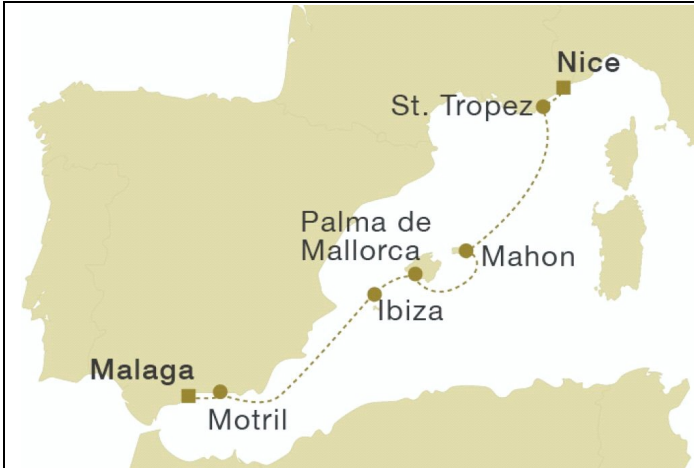 Nice
St. Tropez
Palma de
Mallorca
Mahon
Ibiza
Malaga
Motril